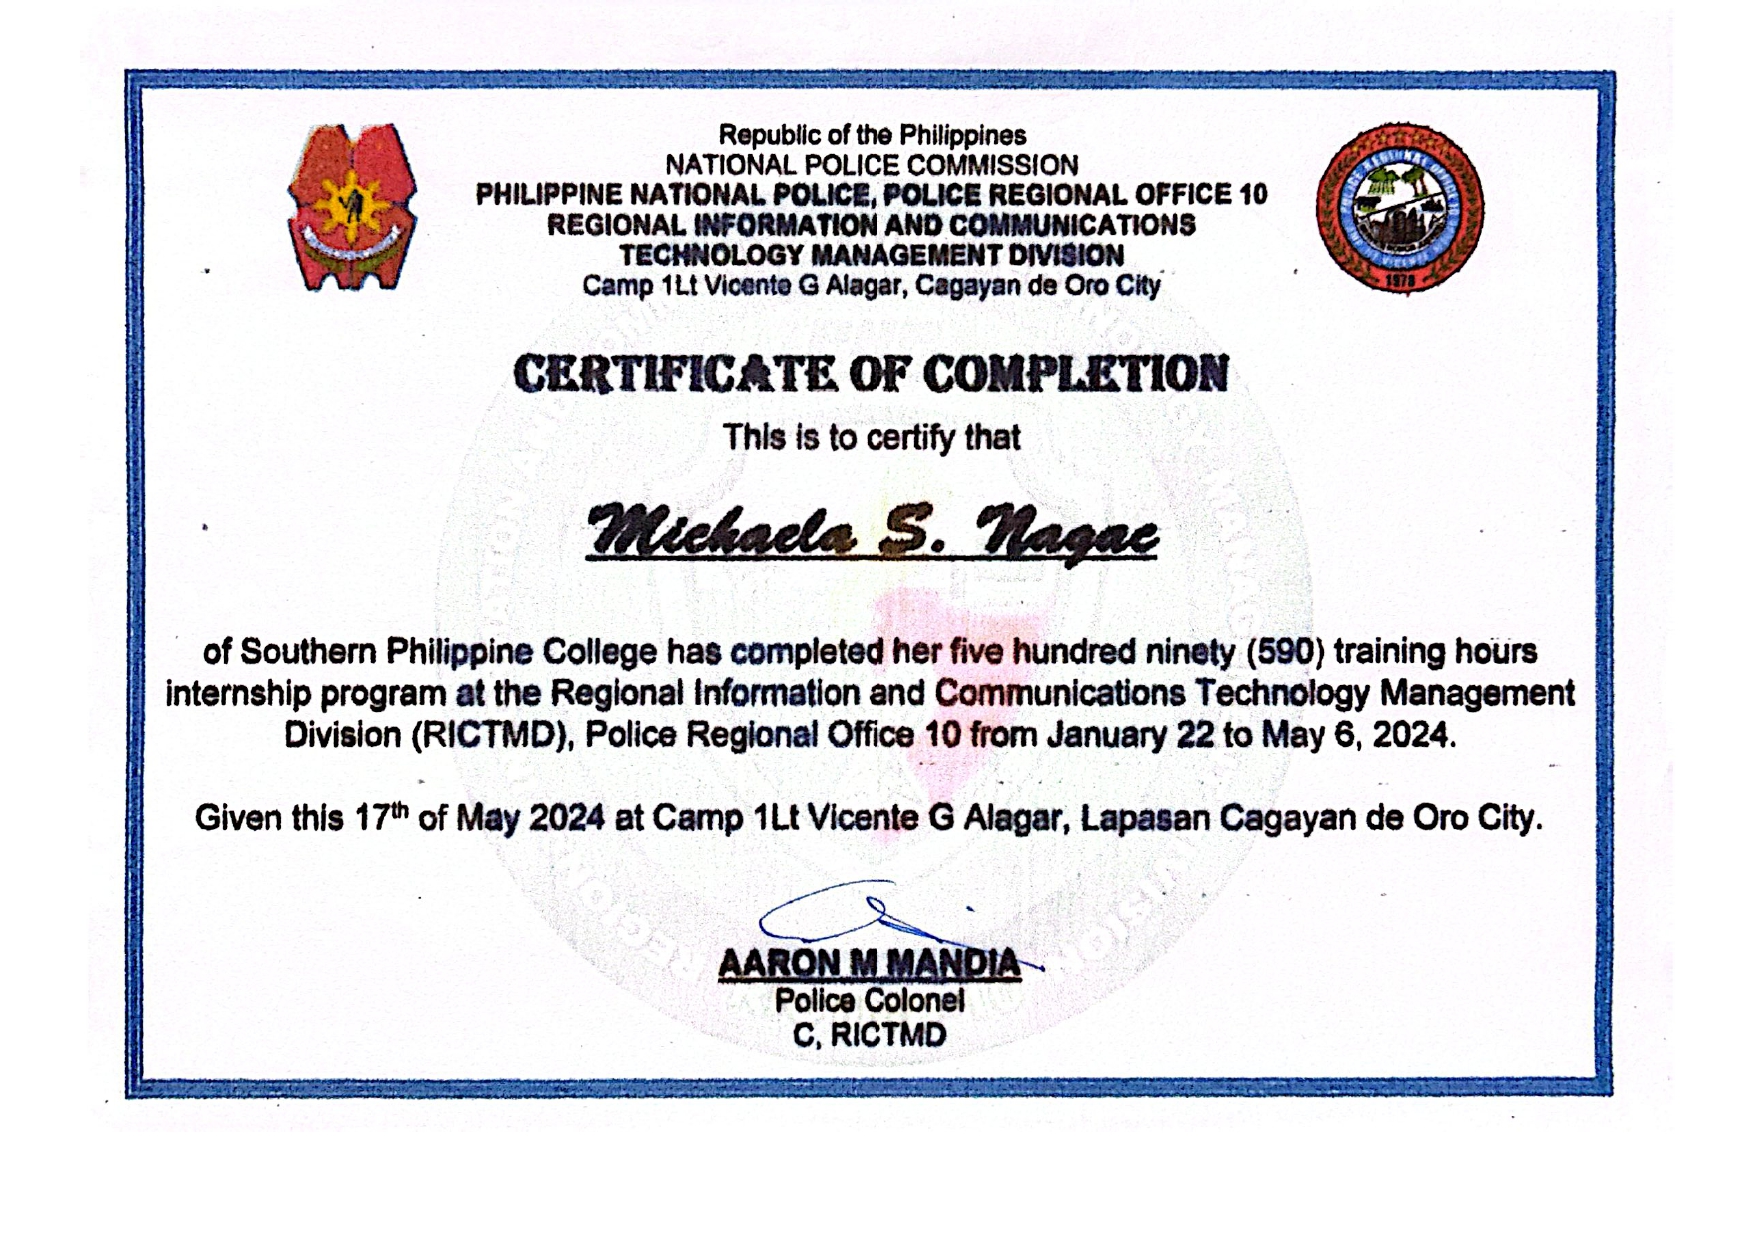 Republic of the Philippines
NATIONAL POLICE COMMISSION
PHILIPPINE NATIONAL POLICE, POLICE REGIONAL OFFICE 10
REGIONAL INFORMATION AND COMMUNICATIONS
TECHNOLOGY MANAGEMENT DIVISION
Camp 1Lt Vicente G Alagar, Cagayan de Oro City
1978
CERTIFICATE OF COMPLETION
This is to certify that
Michaela S. Nagac
of Southern Philippine College has completed her five hundred ninety (590) training hours
internship program at the Regional Information and Communications Technology Management
Division (RICTMD), Police Regional Office 10 from January 22 to May 6, 2024.
Given this 17th of May 2024 at Camp 1Lt Vicente G Alagar, Lapasan Cagayan de Oro City.
AARON M MANDIA
Police Colonel
C, RICTMD